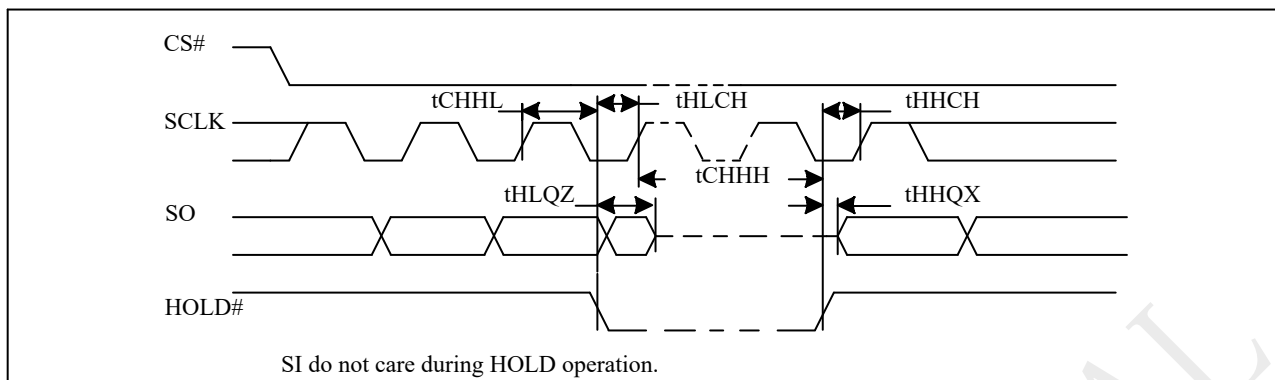 CS#
tCHHL
tHLCH
tHHCH
SCLK
tCHHH
tHLQZ
tHHQX
SO
HOLD#
SI do not care during HOLD operation.